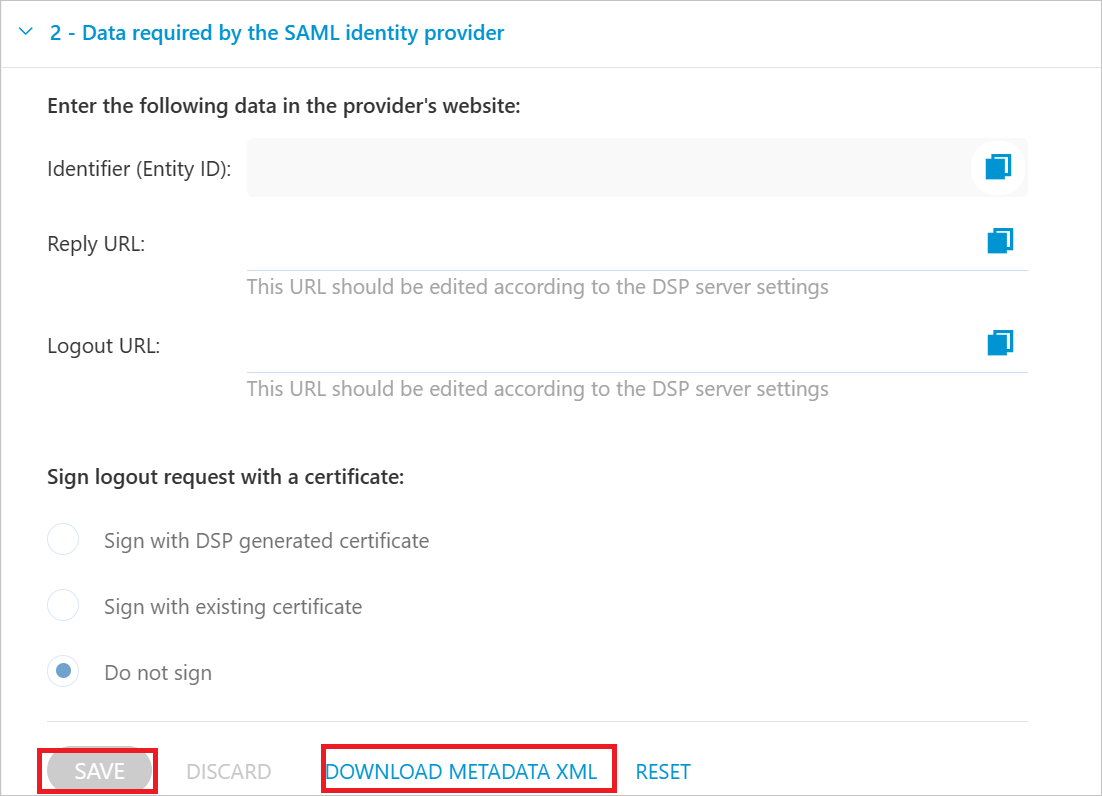 2 - Data required by the SAML identity provider
Enter the following data in the provider's website:
Identifier (Entity ID):
Reply URL:
This URL should be edited according to the DSP server settings
Logout URL:
This URL should be edited according to the DSP server settings
Sign logout request with a certificate:
Sign with DSP generated certificate
Sign with existing certificate
Do not sign
SAVE DISCARD DOWNLOAD METADATA XML RESET